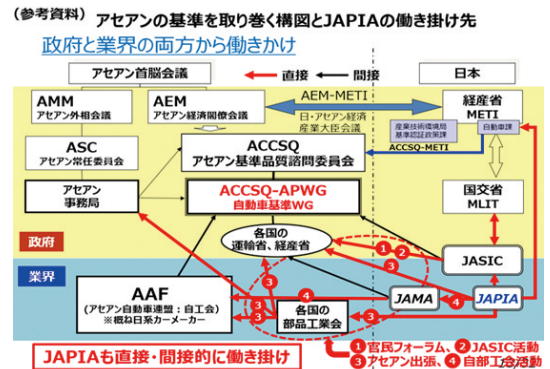 (参考資料)
アセアンの基準を取り巻く構図とJAPIAの働き掛け先
政府と業界の両方から働きかけ
アセアン首脳会議
直接
間接
日本
AMM
アセアン外相会議
AEM
アセアン経済閣僚会議
AEM-METI
日・アセアン経済
産業大臣会議
経産省
METI
産業技術環境局
基準認証政策課
自動車課
ASC
アセアン常任委員会
ACCSQ
アセアン基準品質諮問委員会
ACCSQ-METI
アセアン
事務局
ACCSQ-APWG
自動車基準WG
国交省
MLIT
政府
各国の
運輸省、経産省
1
2
3
JASIC
業界
AAF
(アセアン自動車連盟:自工会)
※概ね日系カーメーカー
3
3
3
4
各国の
部品工業会
JAMA
4
JAPIA
3
JAPIAも直接・間接的に働き掛け
1 官民フォーラム、2 JASIC活動
3 アセアン出張、4 自部工会活動